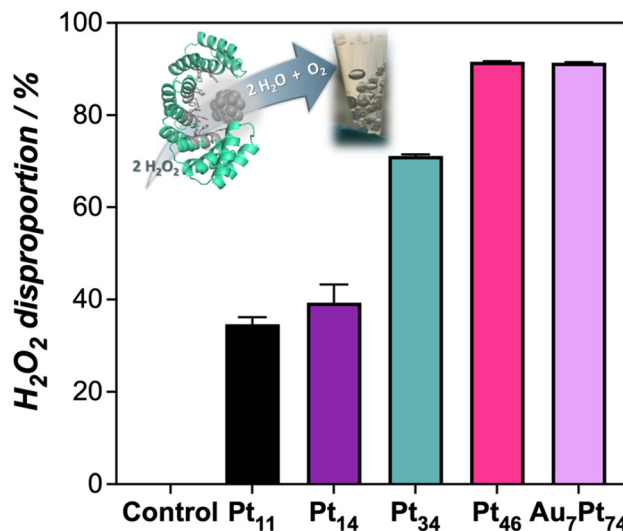 100
80
60
40
20
0
H₂O₂ disproportion / %
2 H₂O₂
2 H₂O + O₂
Control Pt₁₁ Pt₁₄ Pt₃₄ Pt₄₆ Au₇Pt₇₄